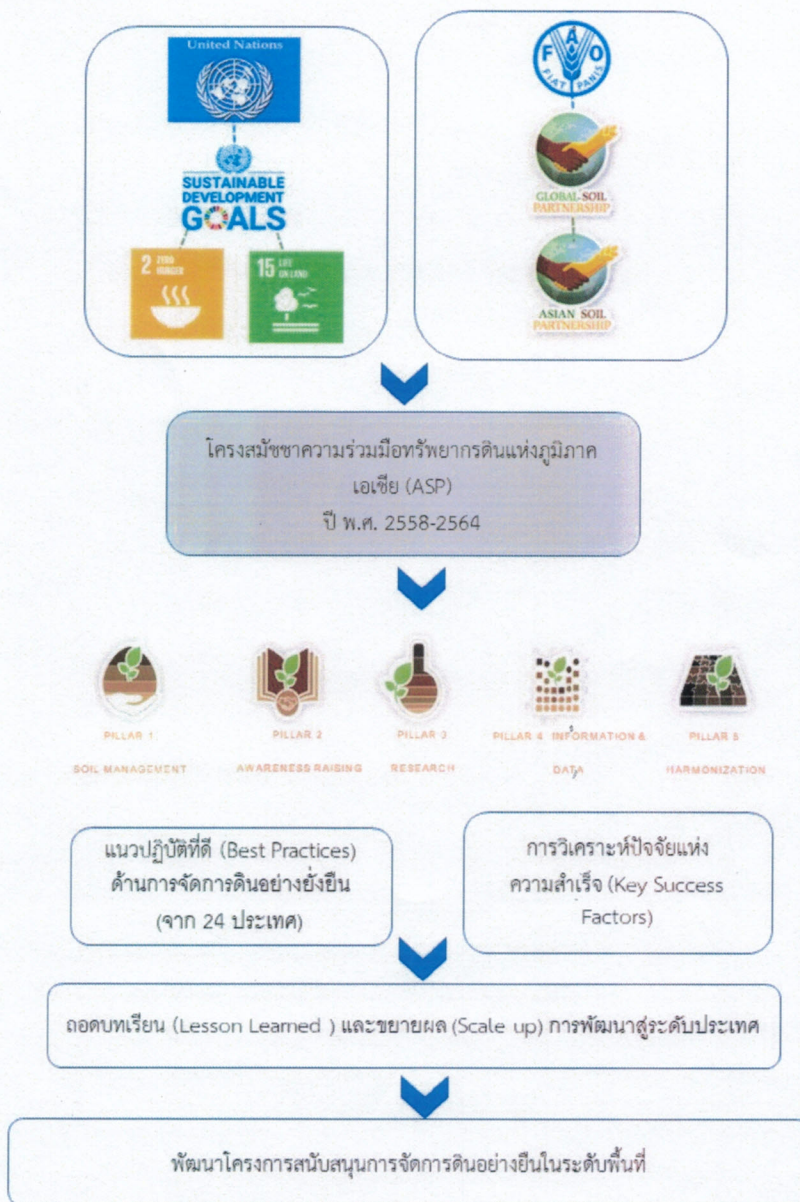 United Nations
SUSTAINABLE
DEVELOPMENT
GOALS
2 ZERO
HUNGER
15 LIFE
ON LAND
FAO
FIAT PANIS
GLOBAL SOIL
PARTNERSHIP
ASIAN SOIL
PARTNERSHIP
โครงสมัชชาความร่วมมือทรัพยากรดินแห่งภูมิภาค
เอเชีย (ASP)
ปี พ.ศ. 2558-2564
PILLAR 1
SOIL MANAGEMENT
PILLAR 2
AWARENESS RAISING
PILLAR 3
RESEARCH
PILLAR 4 INFORMATION &
DATA
PILLAR 5
HARMONIZATION
แนวปฏิบัติที่ดี (Best Practices)
ด้านการจัดการดินอย่างยั่งยืน
(จาก 24 ประเทศ)
การวิเคราะห์ปัจจัยแห่ง
ความสำเร็จ (Key Success
Factors)
ถอดบทเรียน (Lesson Learned ) และขยายผล (Scale up) การพัฒนาสู่ระดับประเทศ
พัฒนาโครงการสนับสนุนการจัดการดินอย่างยืนในระดับพื้นที่